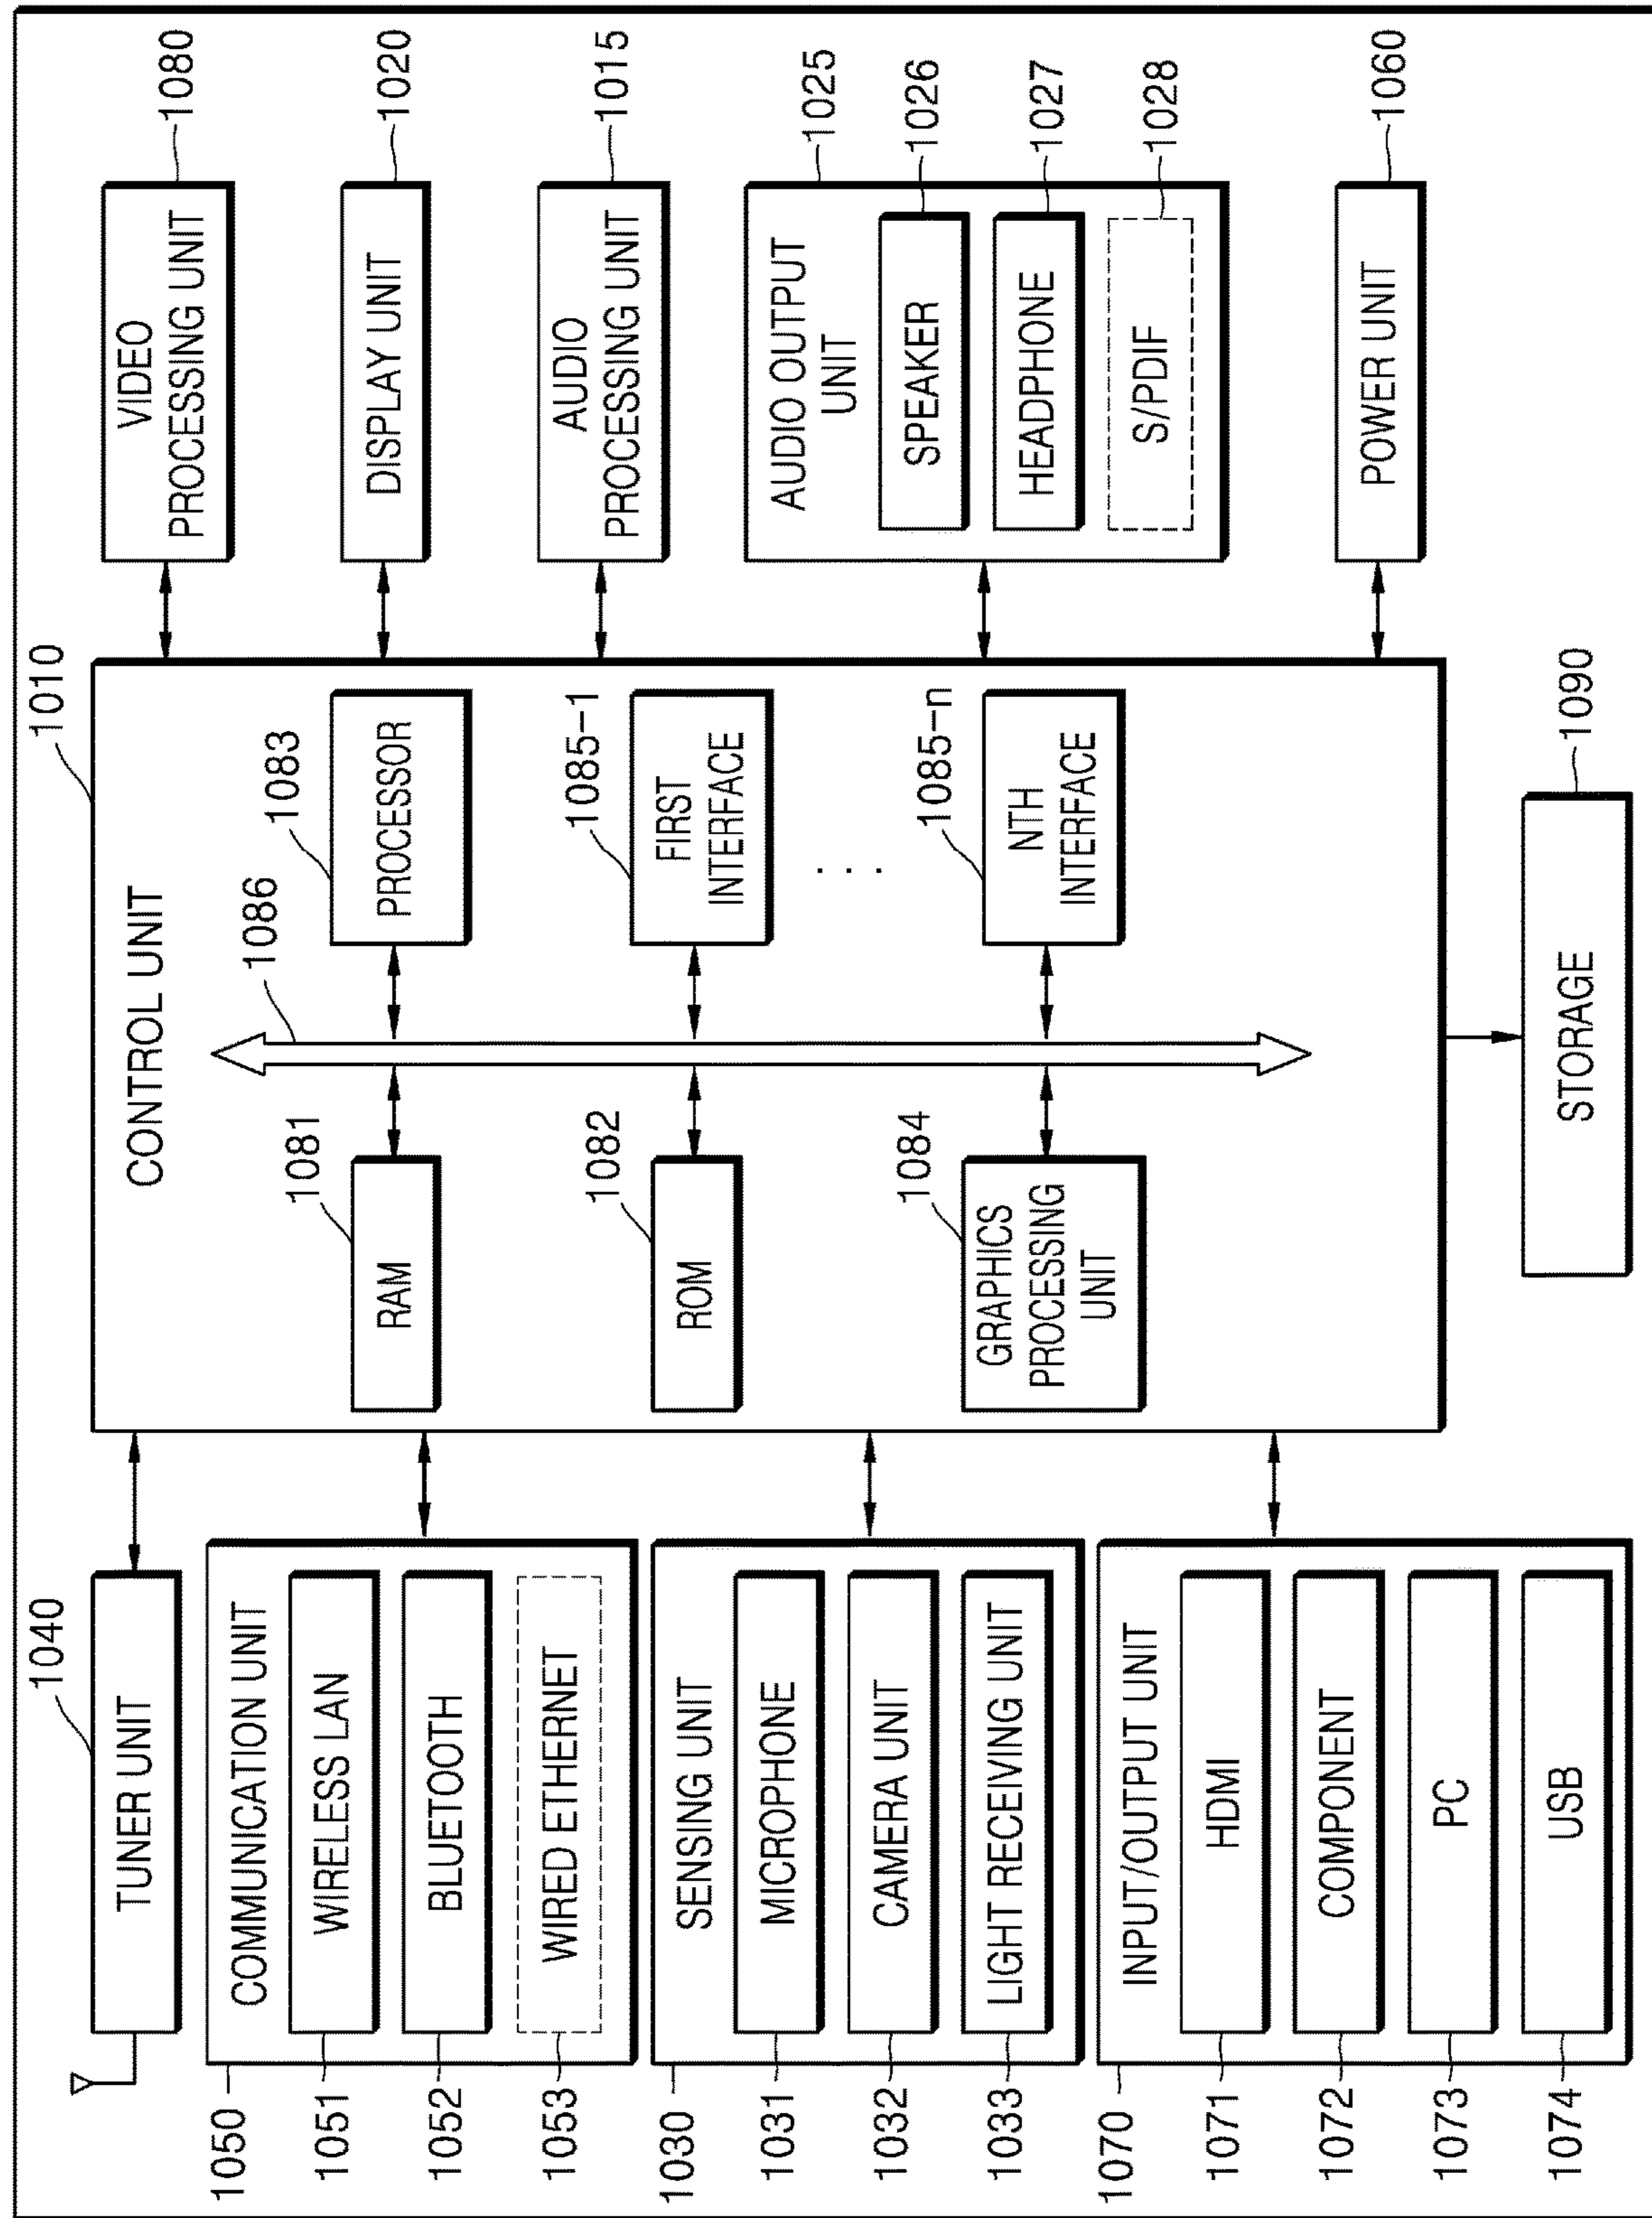 1040
TUNER UNIT
1050
COMMUNICATION UNIT
1051
WIRELESS LAN
1052
BLUETOOTH
1053
WIRED ETHERNET
1030
SENSING UNIT
1031
MICROPHONE
1032
CAMERA UNIT
1033
LIGHT RECEIVING UNIT
1070
INPUT/OUTPUT UNIT
1071
HDMI
1072
COMPONENT
1073
PC
1074
USB
1010
CONTROL UNIT
1086
1081
RAM
1083
PROCESSOR
1082
ROM
1085-1
FIRST
INTERFACE
. . .
1084
GRAPHICS
PROCESSING
UNIT
1085-n
NTH
INTERFACE
STORAGE
1090
VIDEO
PROCESSING UNIT
1080
DISPLAY UNIT
1020
AUDIO
PROCESSING UNIT
1015
AUDIO OUTPUT
UNIT
1025
SPEAKER
1026
HEADPHONE
1027
S/PDIF
1028
POWER UNIT
1060